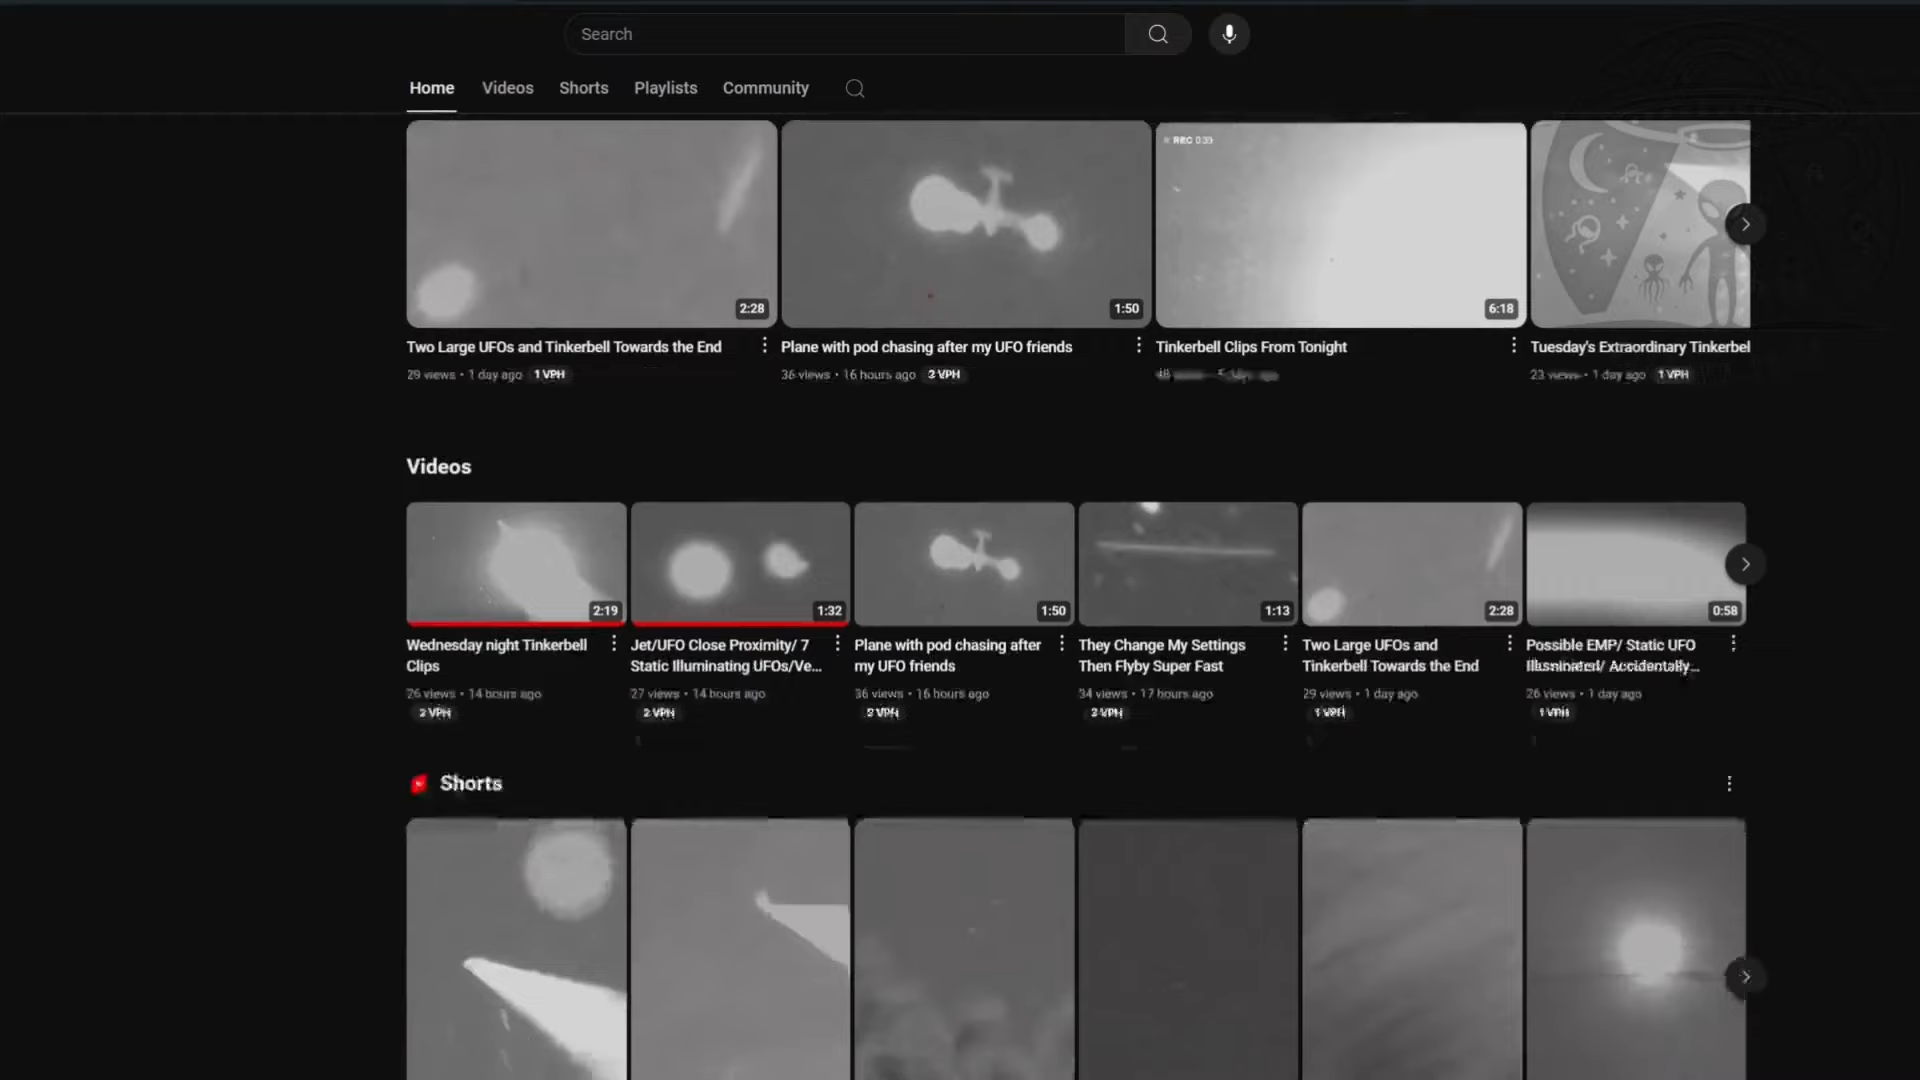 Search
Home Videos Shorts Playlists Community
REC 0:39
2:28
1:50
6:18
Two Large UFOs and Tinkerbell Towards the End
Plane with pod chasing after my UFO friends
Tinkerbell Clips From Tonight
Tuesday's Extraordinary Tinkerbel
29 views • 1 day ago 1 VPH
36 views • 16 hours ago 2 VPH
23 views • 1 day ago 1 VPH
Videos
2:19
1:32
1:50
1:13
2:28
0:58
Wednesday night Tinkerbell
Clips
26 views • 14 hours ago
2 VPH
Jet/UFO Close Proximity/ 7
Static Illuminating UFOs/Ve...
27 views • 14 hours ago
2 VPH
Plane with pod chasing after
my UFO friends
36 views • 16 hours ago
2 VPH
They Change My Settings
Then Flyby Super Fast
34 views • 17 hours ago
2 VPH
Two Large UFOs and
Tinkerbell Towards the End
29 views • 1 day ago
1 VPH
Possible EMP/ Static UFO
Illuminated/ Accidentally...
26 views • 1 day ago
1 VPH
Shorts